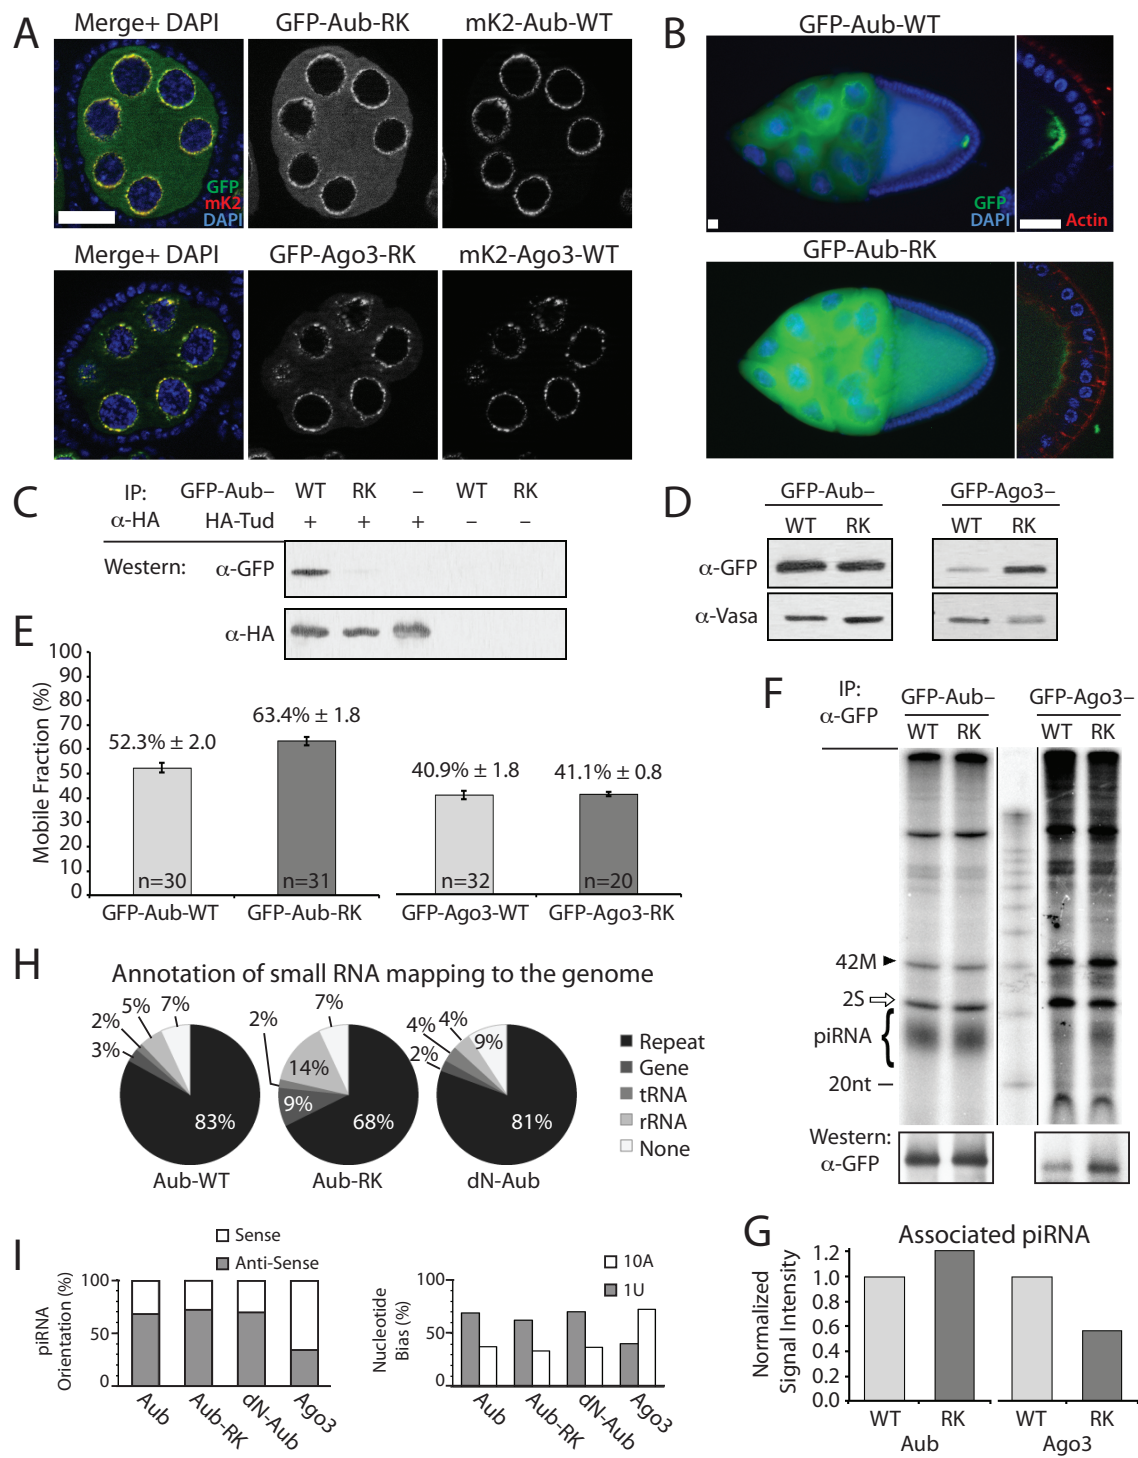 A
Merge+ DAPI
GFP-Aub-RK
mK2-Aub-WT
GFP
mK2
DAPI
Merge+ DAPI
GFP-Ago3-RK
mK2-Ago3-WT
B
GFP-Aub-WT
GFP
DAPI
Actin
GFP-Aub-RK
C
IP: GFP-Aub– WT RK – WT RK
α-HA HA-Tud + + + – –
Western: α-GFP
α-HA
D
GFP-Aub– GFP-Ago3–
WT RK WT RK
α-GFP
α-Vasa
E
Mobile Fraction (%)
100
90
80
70
60
50
40
30
20
10
0
52.3% ± 2.0
63.4% ± 1.8
40.9% ± 1.8
41.1% ± 0.8
n=30 n=31 n=32 n=20
GFP-Aub-WT GFP-Aub-RK GFP-Ago3-WT GFP-Ago3-RK
F
IP:
α-GFP
GFP-Aub– GFP-Ago3–
WT RK WT RK
42M
2S
piRNA
20nt
Western:
α-GFP
G
Associated piRNA
Normalized
Signal Intensity
1.2
1.0
0.8
0.6
0.4
0.2
0.0
WT RK WT RK
Aub Ago3
H
Annotation of small RNA mapping to the genome
7%
5%
2%
3%
83%
Aub-WT
7%
2%
14%
9%
68%
Aub-RK
4%
4%
2%
9%
81%
dN-Aub
Repeat
Gene
tRNA
rRNA
None
I
Sense
Anti-Sense
piRNA
Orientation (%)
100
50
0
Aub Aub-RK dN-Aub Ago3
10A
1U
Nucleotide
Bias (%)
100
50
0
Aub Aub-RK dN-Aub Ago3